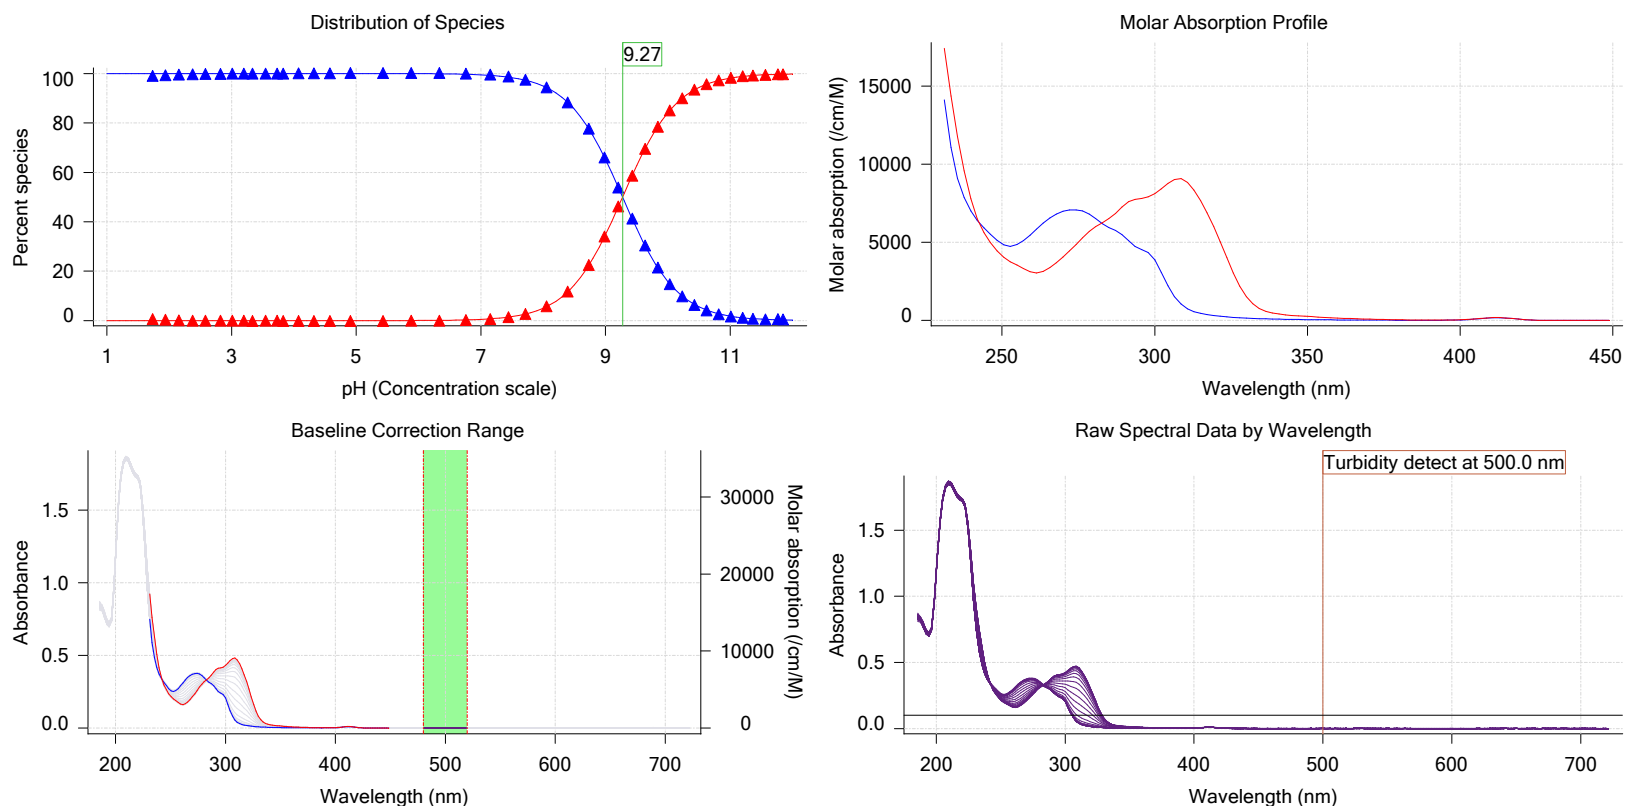 Distribution of Species
9.27
100
80
60
40
20
0
Percent species
1 3 5 7 9 11
pH (Concentration scale)
Molar Absorption Profile
15000
10000
5000
0
Molar absorption (/cm/M)
250 300 350 400 450
Wavelength (nm)
Baseline Correction Range
1.5
1.0
0.5
0.0
Absorbance
30000
20000
10000
0
Molar absorption (/cm/M)
200 300 400 500 600 700
Wavelength (nm)
Raw Spectral Data by Wavelength
Turbidity detect at 500.0 nm
1.5
1.0
0.5
0.0
Absorbance
200 300 400 500 600 700
Wavelength (nm)